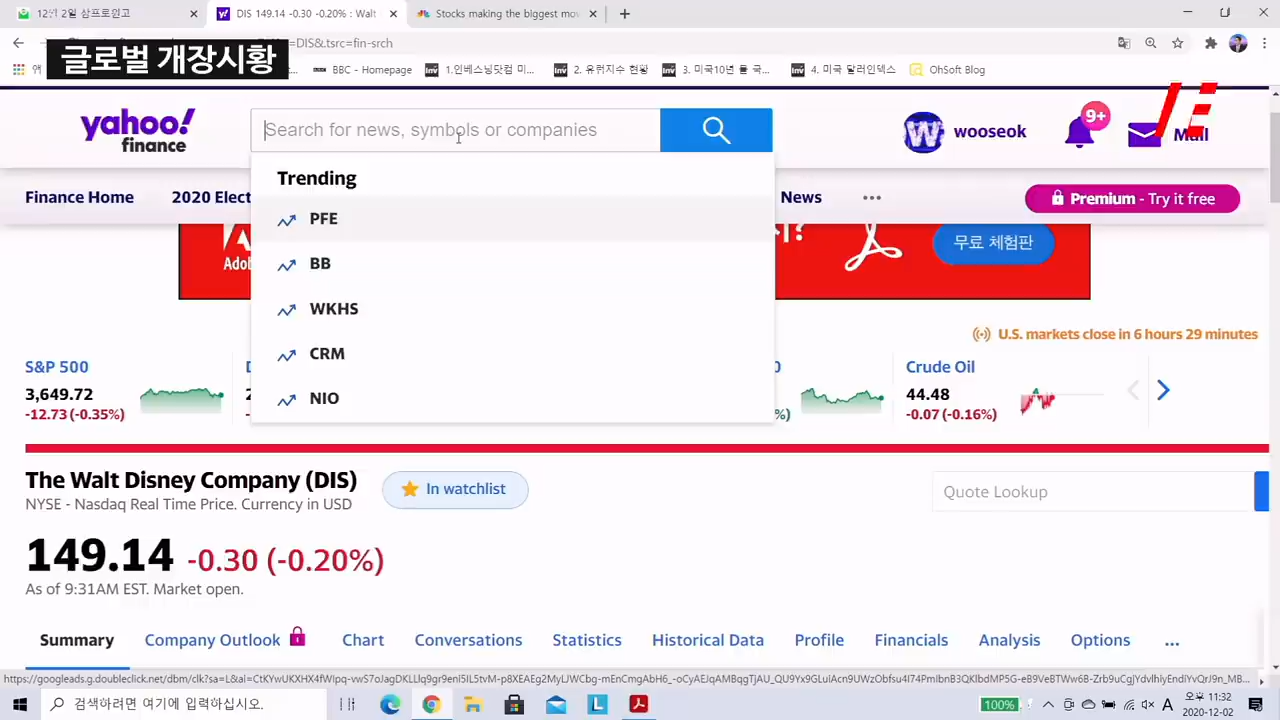 12월 2일 삼프로인고
DIS 149.14 -0.30 -0.20% : Walt
Stocks making the biggest mov
글로벌 개장시황
=DIS&.tsrc=fin-srch
BBC - Homepage
1.인베스닝닷컴 미...
2. 유럽지수 현황
3. 미국10년 물 국...
4. 미국 달러인덱스
OhSoft Blog
yahoo!
finance
Search for news, symbols or companies
wooseok
9+
Mail
Trending
Finance Home
2020 Elect
News
Premium - Try it free
PFE
Adob
무료 체험판
BB
WKHS
U.S. markets close in 6 hours 29 minutes
CRM
S&P 500
3,649.72
-12.73 (-0.35%)
Crude Oil
44.48
-0.07 (-0.16%)
NIO
The Walt Disney Company (DIS)
In watchlist
NYSE - Nasdaq Real Time Price. Currency in USD
Quote Lookup
149.14 -0.30 (-0.20%)
As of 9:31AM EST. Market open.
Summary
Company Outlook
Chart
Conversations
Statistics
Historical Data
Profile
Financials
Analysis
Options
...
검색하려면 여기에 입력하십시오.
100%
A
오후 11:32
2020-12-02